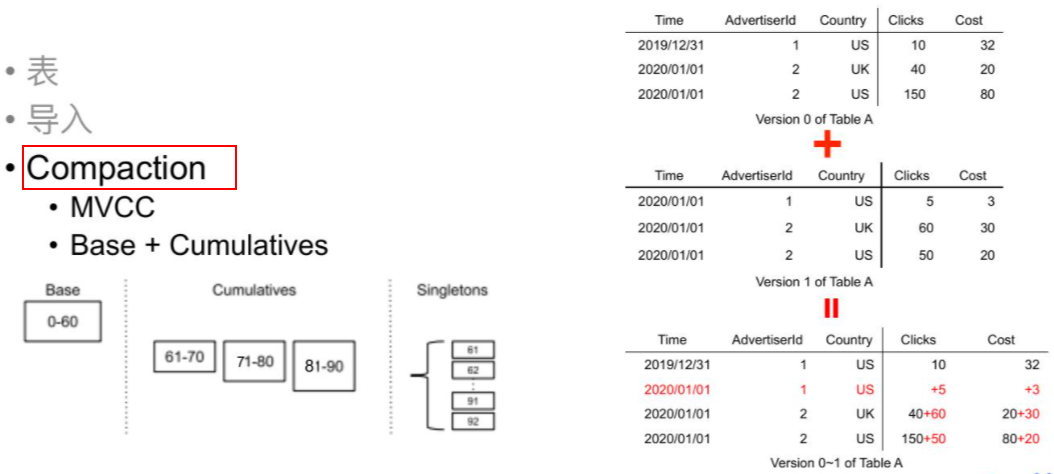 • 表
• 导入
• Compaction
• MVCC
• Base + Cumulatives
Base
Cumulatives
Singletons
0-60
61-70
71-80
81-90
61
62
91
92
Time AdvertiserId Country Clicks Cost
2019/12/31 1 US 10 32
2020/01/01 2 UK 40 20
2020/01/01 2 US 150 80
Version 0 of Table A
+
Time AdvertiserId Country Clicks Cost
2020/01/01 1 US 5 3
2020/01/01 2 UK 60 30
2020/01/01 2 US 50 20
Version 1 of Table A
=
Time AdvertiserId Country Clicks Cost
2019/12/31 1 US 10 32
2020/01/01 1 US +5 +3
2020/01/01 2 UK 40+60 20+30
2020/01/01 2 US 150+50 80+20
Version 0~1 of Table A